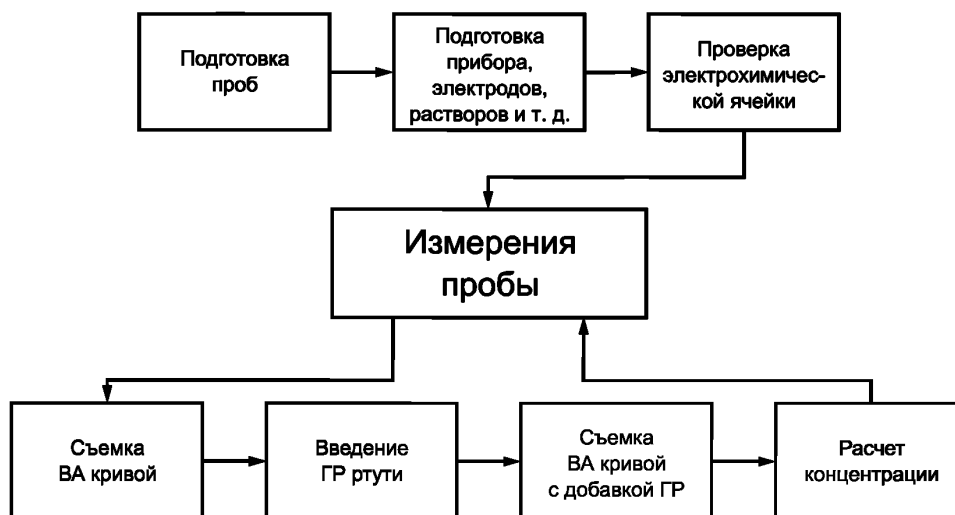 Подготовка
проб
Подготовка
прибора,
электродов,
растворов и т. д.
Проверка
электрохимичес-
кой ячейки
Измерения
пробы
Съемка
ВА кривой
Введение
ГР ртути
Съемка
ВА кривой
с добавкой ГР
Расчет
концентрации